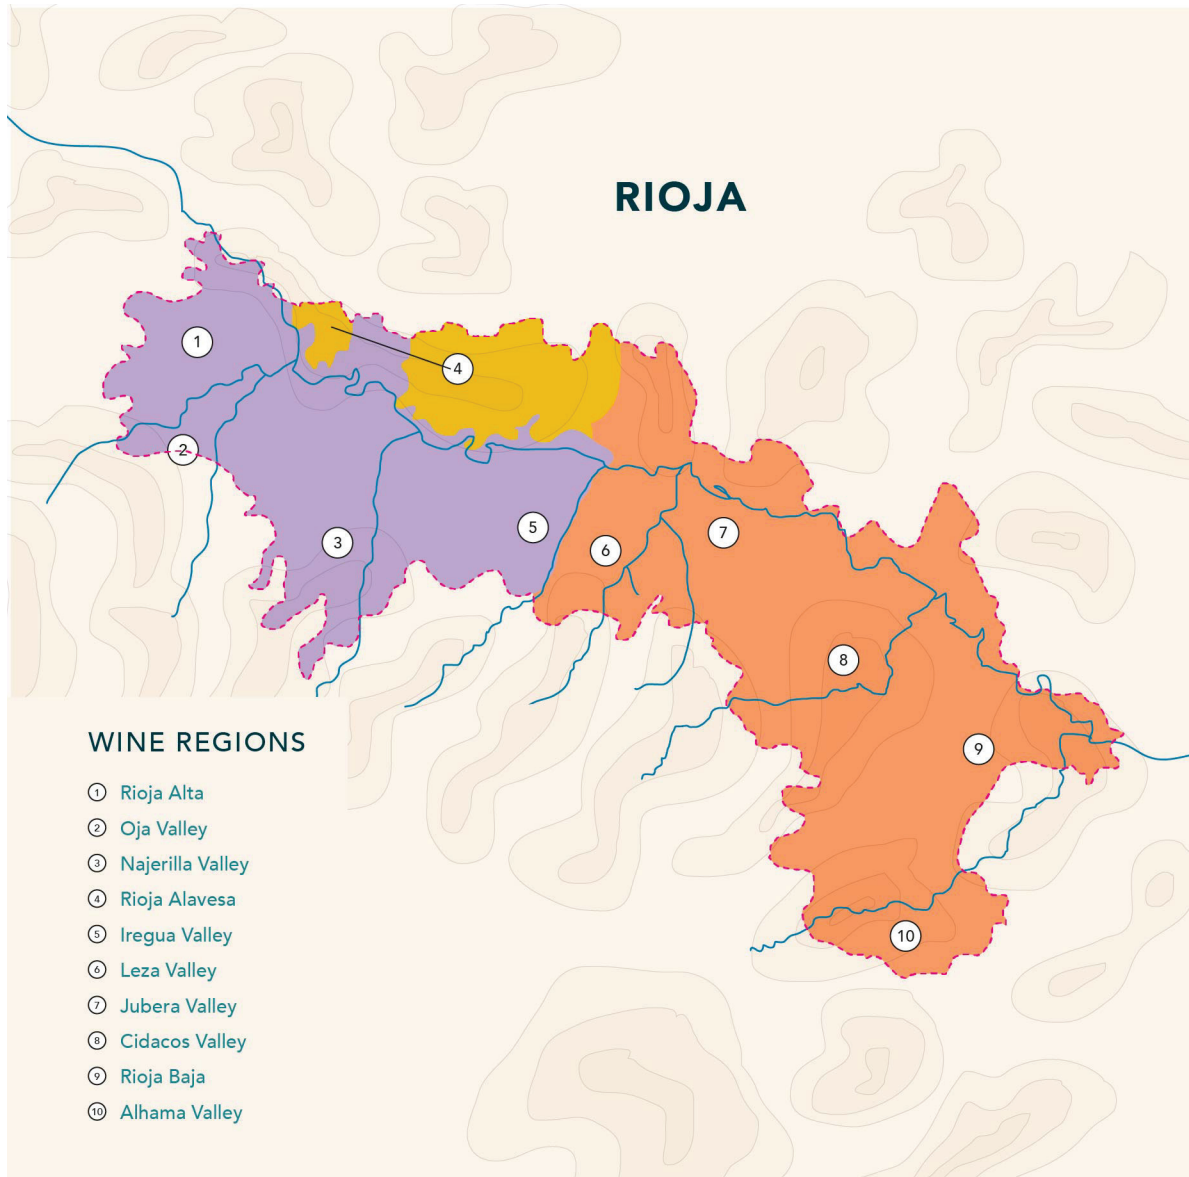 RIOJA
1
4
2
5
3
6
7
8
9
10
WINE REGIONS
1 Rioja Alta
2 Oja Valley
3 Najerilla Valley
4 Rioja Alavesa
5 Iregua Valley
6 Leza Valley
7 Jubera Valley
8 Cidacos Valley
9 Rioja Baja
10 Alhama Valley